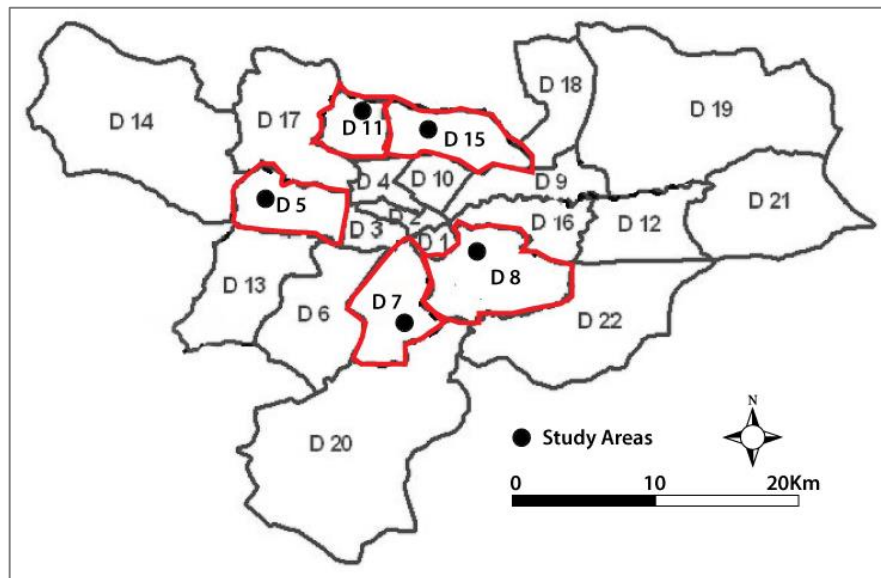 D 18
D 19
D 14
D 17
D 11
D 15
D 4
D 10
D 9
D 5
D 2
D 21
D 3
D 1
D 16
D 12
D 13
D 8
D 6
D 7
D 22
N
D 20
Study Areas
0 10 20Km